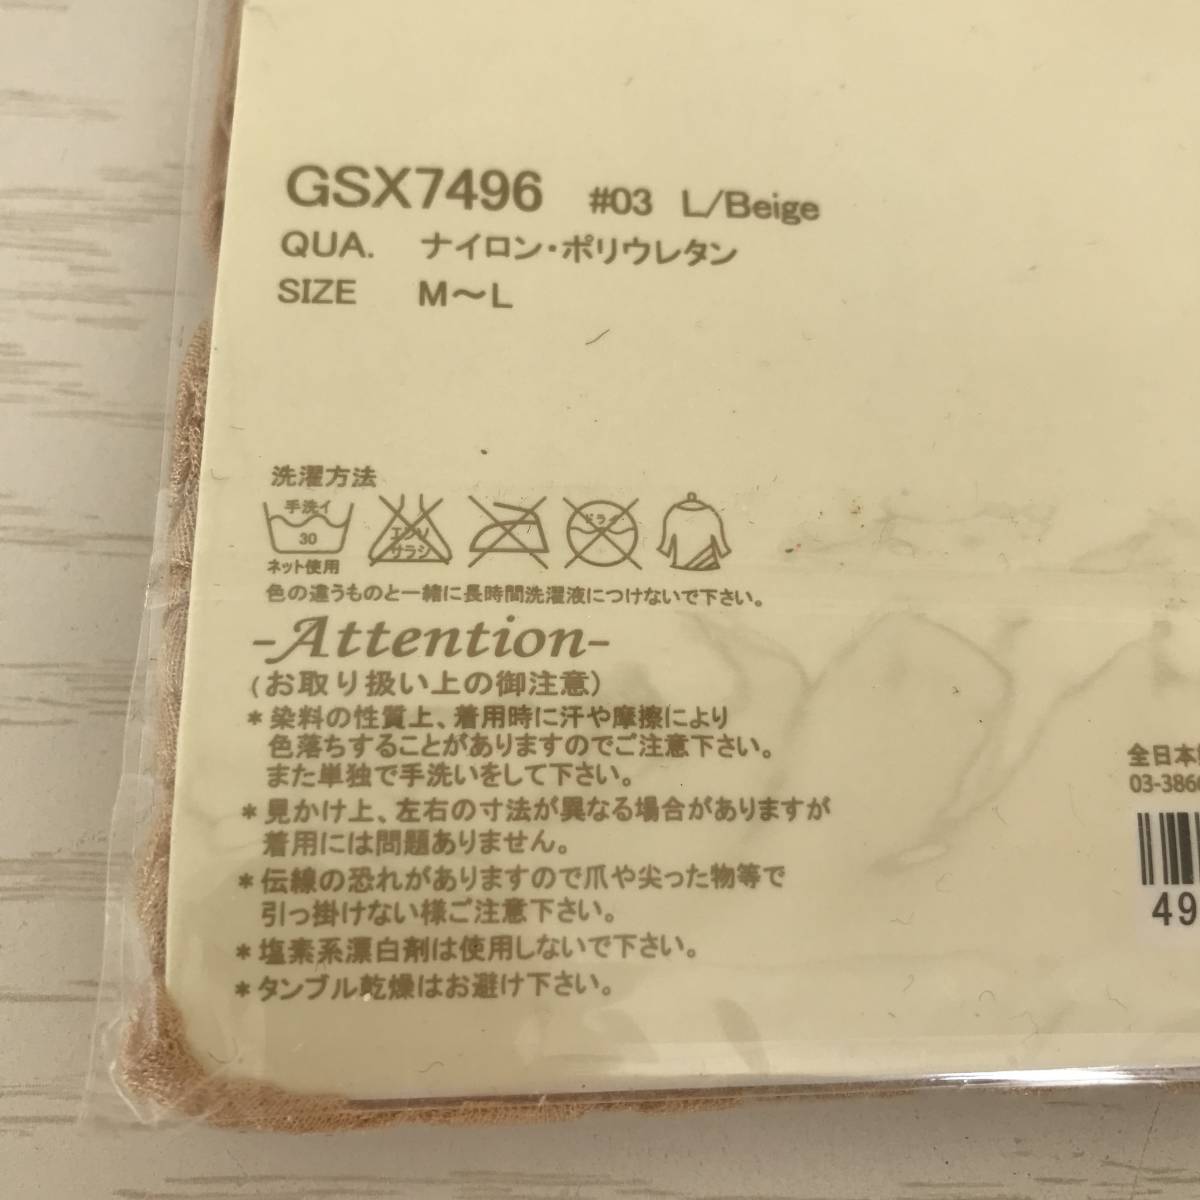 GSX7496 #03 L/Beige
QUA. ナイロン・ポリウレタン
SIZE M～L
洗濯方法
手洗イ
30
ネット使用
エンソ
サラシ
ドライ
色の違うものと一緒に長時間洗濯液につけないで下さい。
-Attention-
(お取り扱い上の御注意)
*染料の性質上、着用時に汗や摩擦により
色落ちすることがありますのでご注意下さい。
また単独で手洗いをして下さい。
*見かけ上、左右の寸法が異なる場合がありますが
着用には問題ありません。
*伝線の恐れがありますので爪や尖った物等で
引っ掛けない様ご注意下さい。
*塩素系漂白剤は使用しないで下さい。
*タンブル乾燥はお避け下さい。
全日本
03-386
49